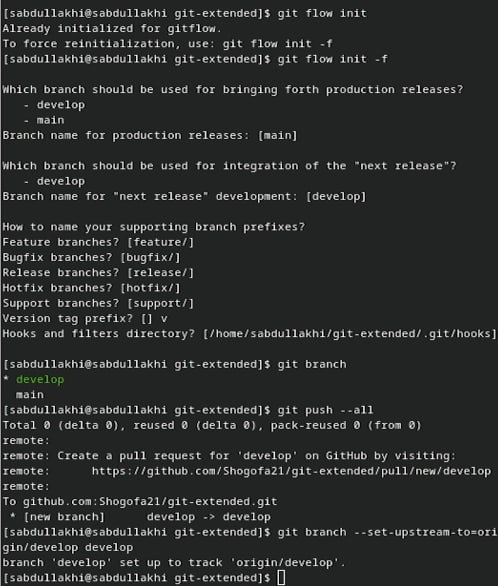 [sabdullakhi@sabdullakhi git-extended]$ git flow init
Already initialized for gitflow.
To force reinitialization, use: git flow init -f
[sabdullakhi@sabdullakhi git-extended]$ git flow init -f
Which branch should be used for bringing forth production releases?
- develop
- main
Branch name for production releases: [main]
Which branch should be used for integration of the "next release"?
- develop
Branch name for "next release" development: [develop]
How to name your supporting branch prefixes?
Feature branches? [feature/]
Bugfix branches? [bugfix/]
Release branches? [release/]
Hotfix branches? [hotfix/]
Support branches? [support/]
Version tag prefix? [] v
Hooks and filters directory? [/home/sabdullakhi/git-extended/.git/hooks]
[sabdullakhi@sabdullakhi git-extended]$ git branch
* develop
main
[sabdullakhi@sabdullakhi git-extended]$ git push --all
Total 0 (delta 0), reused 0 (delta 0), pack-reused 0 (from 0)
remote:
remote: Create a pull request for 'develop' on GitHub by visiting:
remote:      https://github.com/Shogofa21/git-extended/pull/new/develop
remote:
To github.com:Shogofa21/git-extended.git
* [new branch]      develop -> develop
[sabdullakhi@sabdullakhi git-extended]$ git branch --set-upstream-to=ori
gin/develop develop
branch 'develop' set up to track 'origin/develop'.
[sabdullakhi@sabdullakhi git-extended]$